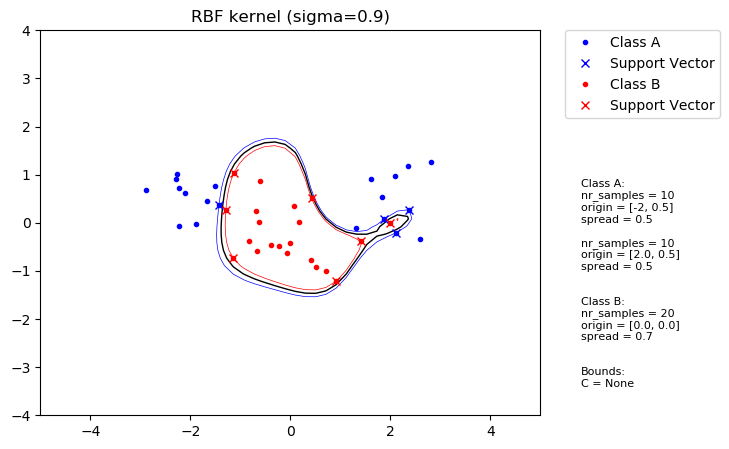 RBF kernel (sigma=0.9)
4
3
2
1
0
−1
−2
−3
−4
−4
−2
0
2
4
Class A
Support Vector
Class B
Support Vector
Class A:
nr_samples = 10
origin = [-2, 0.5]
spread = 0.5
nr_samples = 10
origin = [2.0, 0.5]
spread = 0.5
Class B:
nr_samples = 20
origin = [0.0, 0.0]
spread = 0.7
Bounds:
C = None